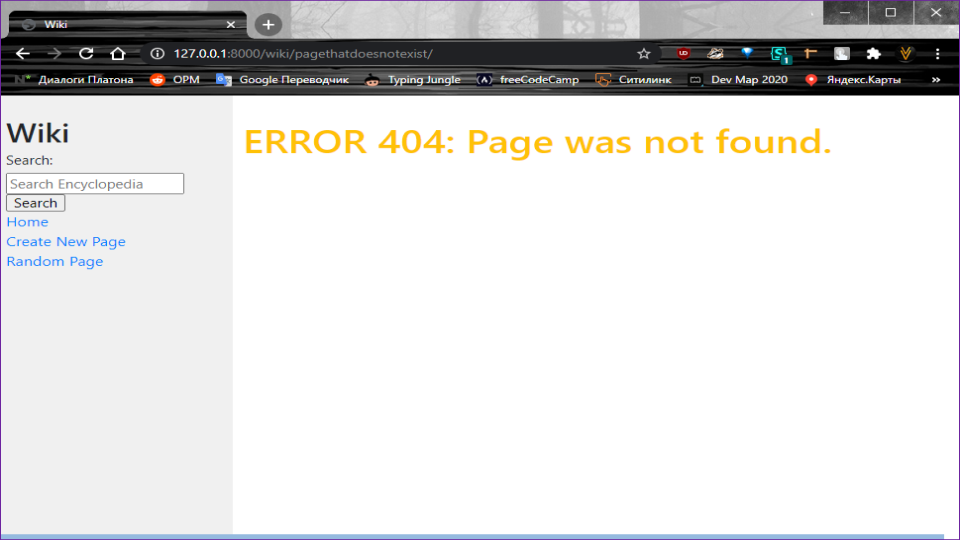 Wiki
127.0.0.1:8000/wiki/pagethatdoesnotexist/
Диалоги Платона OPM Google Переводчик Typing Jungle freeCodeCamp Ситилинк Dev Map 2020 Яндекс.Карты »
Wiki
Search:
Search Encyclopedia
Search
Home
Create New Page
Random Page
ERROR 404: Page was not found.